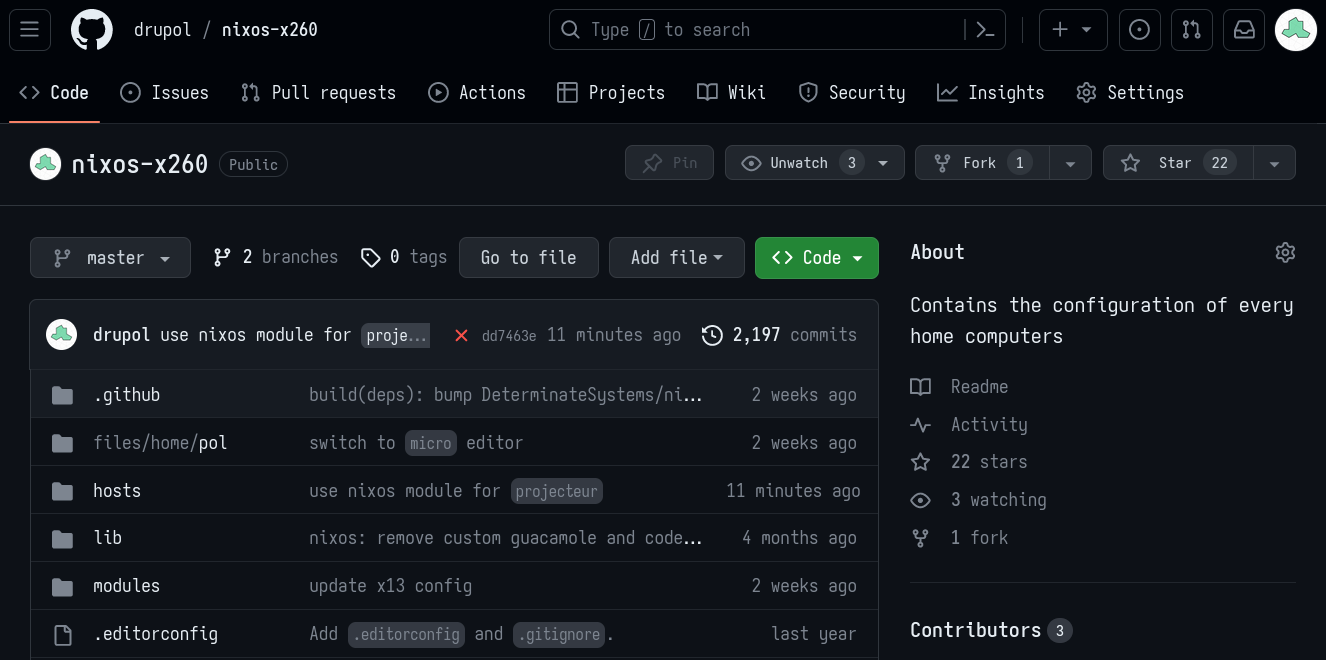 drupol / nixos-x260
Type / to search
Code Issues Pull requests Actions Projects Wiki Security Insights Settings
nixos-x260 Public
Pin Unwatch 3 Fork 1 Star 22
master 2 branches 0 tags Go to file Add file Code
drupol use nixos module for proje... dd7463e 11 minutes ago 2,197 commits
.github build(deps): bump DeterminateSystems/ni... 2 weeks ago
files/home/pol switch to micro editor 2 weeks ago
hosts use nixos module for projecteur 11 minutes ago
lib nixos: remove custom guacamole and code... 4 months ago
modules update x13 config 2 weeks ago
.editorconfig Add .editorconfig and .gitignore. last year
About
Contains the configuration of every
home computers
Readme
Activity
22 stars
3 watching
1 fork
Contributors 3